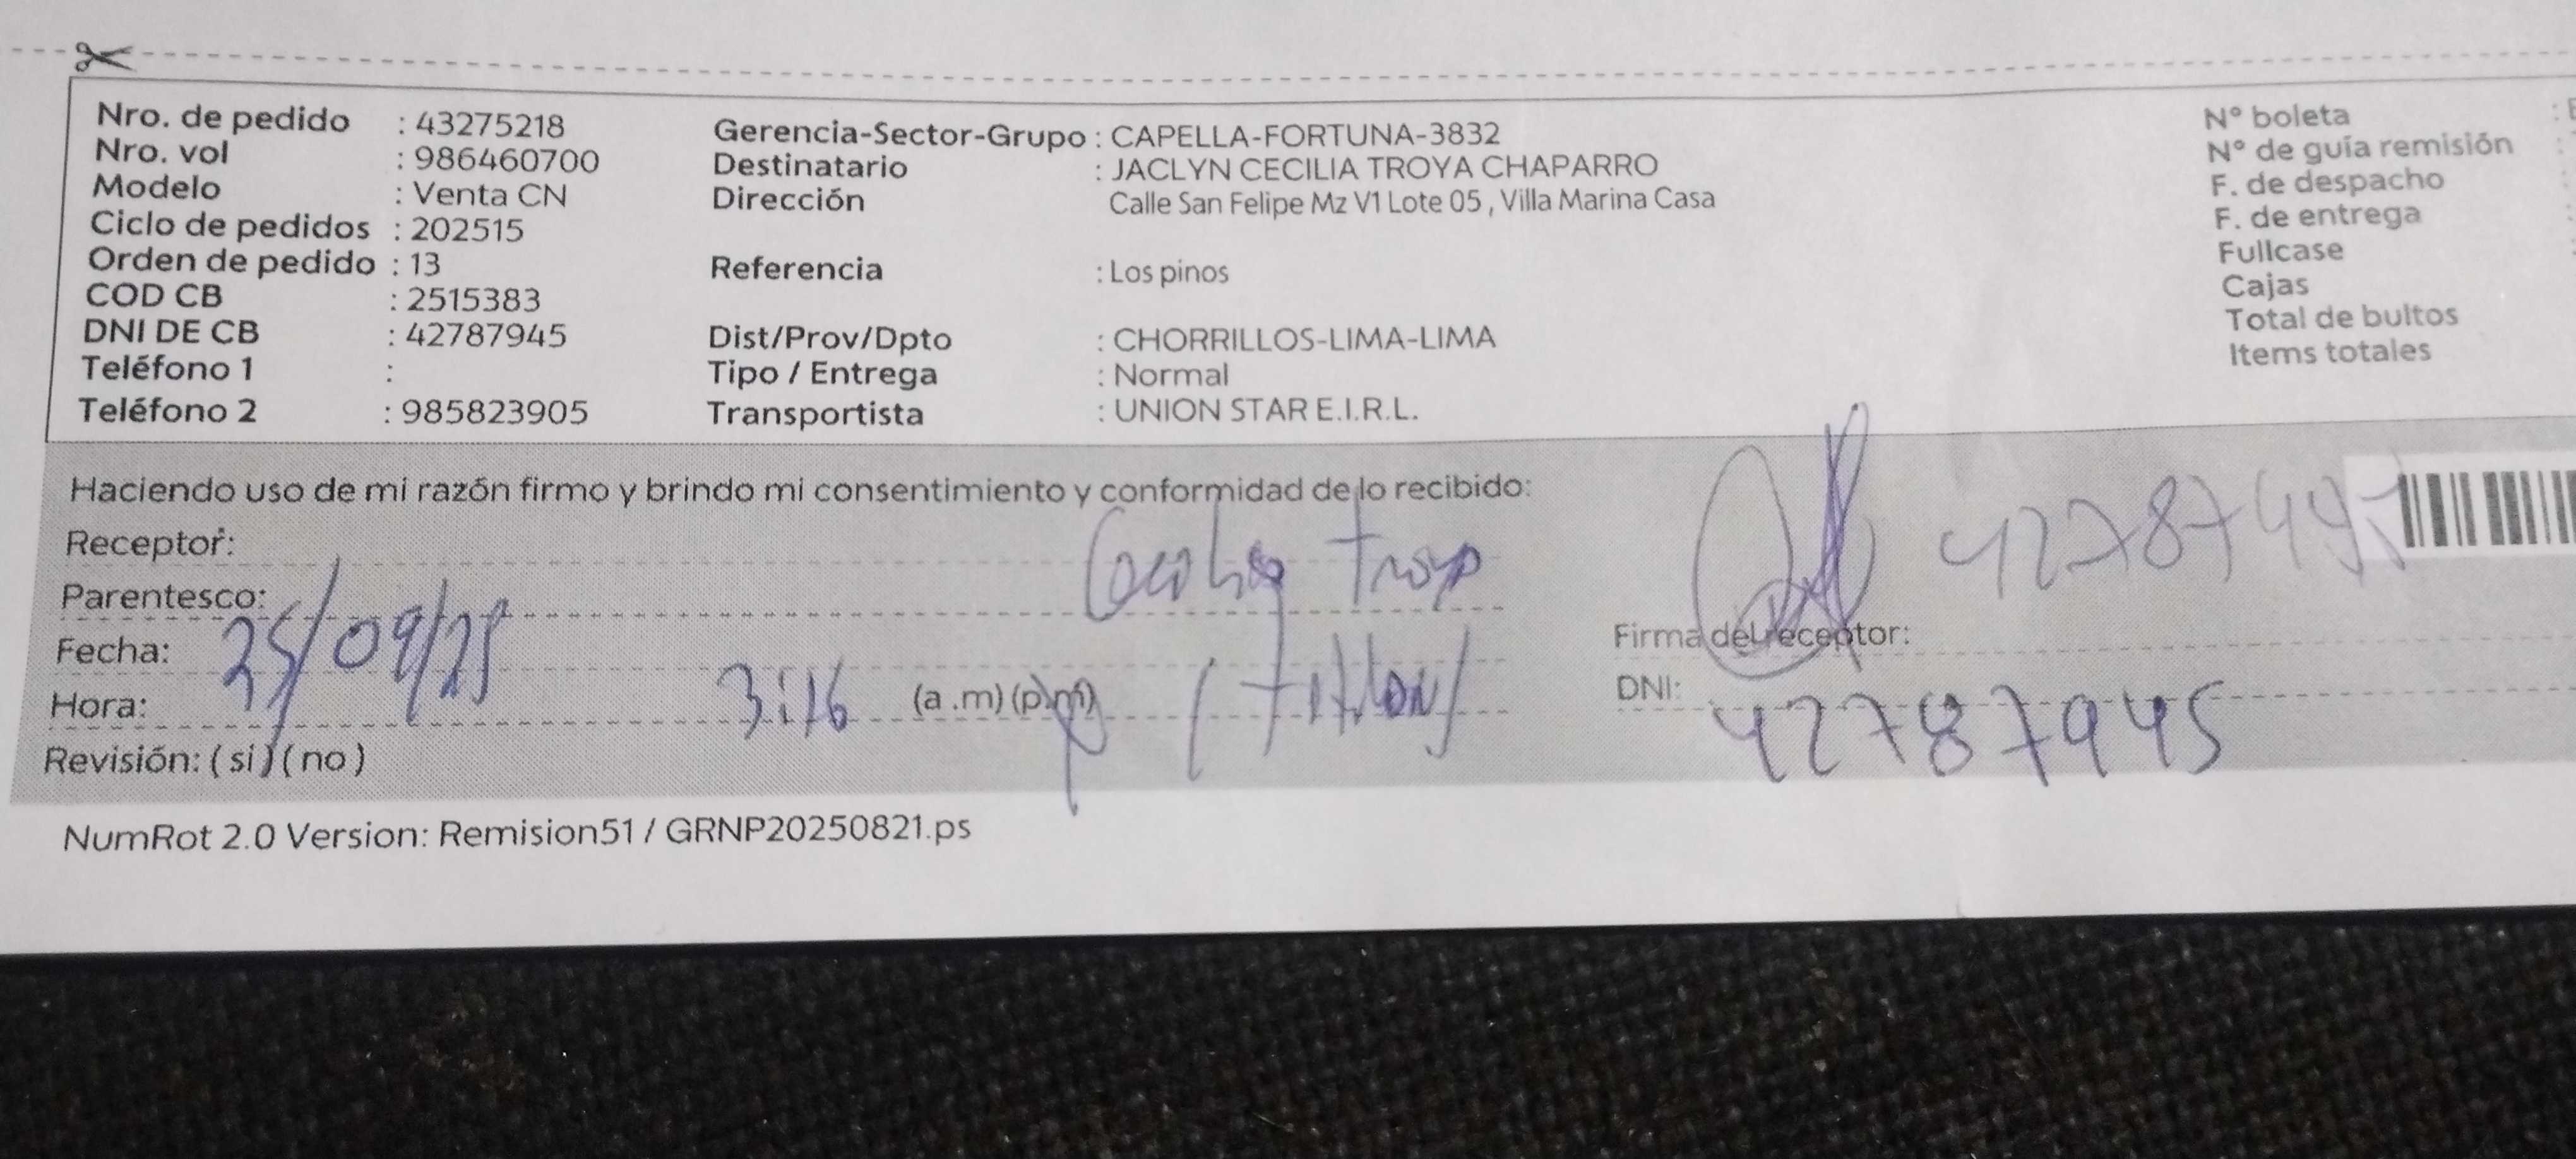 Nro. de pedido : 43275218
Nro. vol : 986460700
Modelo : Venta CN
Ciclo de pedidos : 202515
Orden de pedido : 13
COD CB : 2515383
DNI DE CB : 42787945
Teléfono 1 :
Teléfono 2 : 985823905
Gerencia-Sector-Grupo : CAPELLA-FORTUNA-3832
Destinatario : JACLYN CECILIA TROYA CHAPARRO
Dirección Calle San Felipe Mz V1 Lote 05 , Villa Marina Casa
Referencia : Los pinos
Dist/Prov/Dpto : CHORRILLOS-LIMA-LIMA
Tipo / Entrega : Normal
Transportista : UNION STAR E.I.R.L.
N° boleta :
N° de guía remisión :
F. de despacho
F. de entrega
Fullcase
Cajas
Total de bultos
Items totales
Haciendo uso de mi razón firmo y brindo mi consentimiento y conformidad de lo recibido:
Receptor:
Parentesco:
Fecha: 25/09/25
Hora: 3:16 (a .m) (p.m)
Revisión: ( si ) ( no )
Firma del receptor:
DNI: 42787945
NumRot 2.0 Version: Remision51 / GRNP20250821.ps